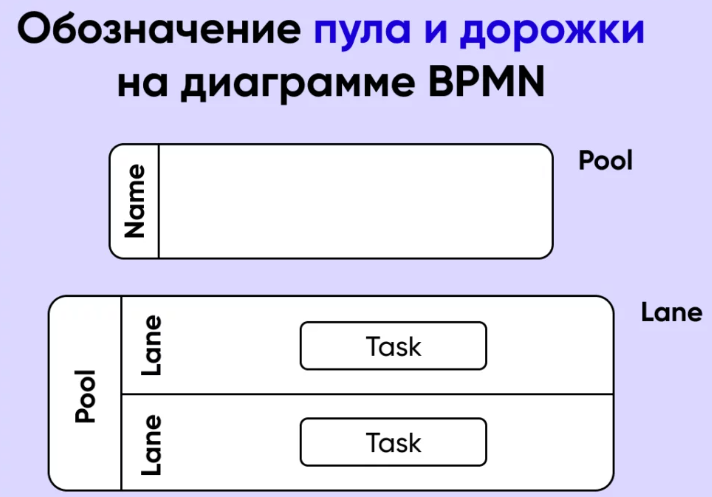 Обозначение пула и дорожки
на диаграмме BPMN
Name
Pool
Lane
Pool
Lane
Task
Lane
Task